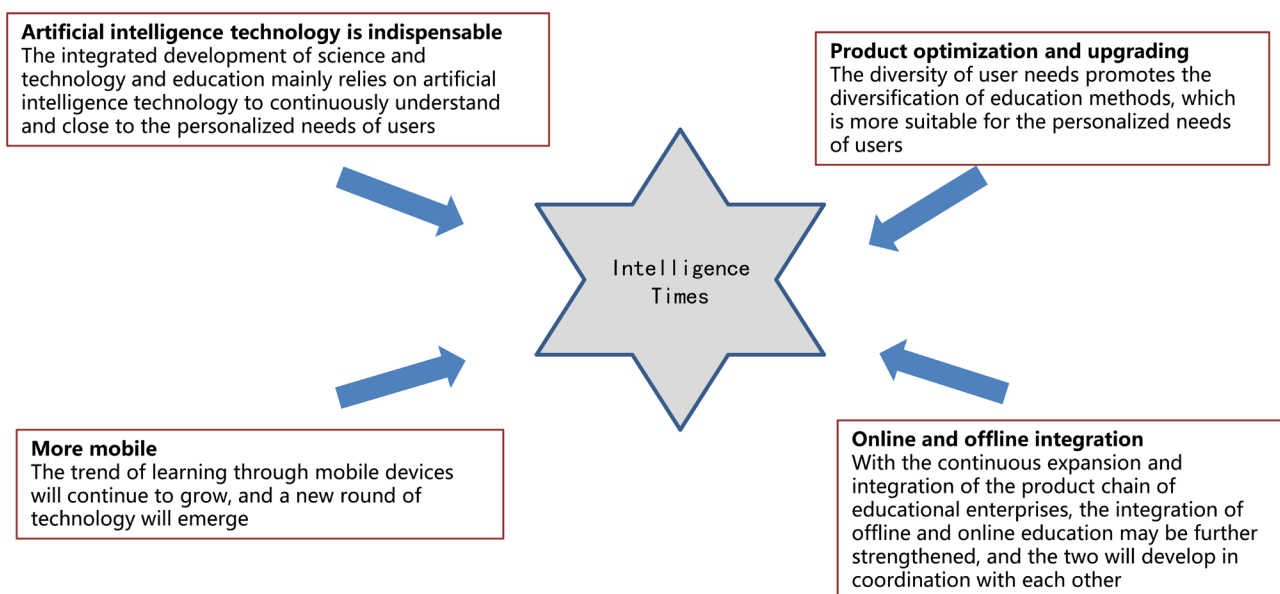 Artificial intelligence technology is indispensable
The integrated development of science and
technology and education mainly relies on artificial
intelligence technology to continuously understand
and close to the personalized needs of users
Product optimization and upgrading
The diversity of user needs promotes the
diversification of education methods, which
is more suitable for the personalized needs
of users
Intelligence
Times
More mobile
The trend of learning through mobile devices
will continue to grow, and a new round of
technology will emerge
Online and offline integration
With the continuous expansion and
integration of the product chain of
educational enterprises, the integration of
offline and online education may be further
strengthened, and the two will develop in
coordination with each other